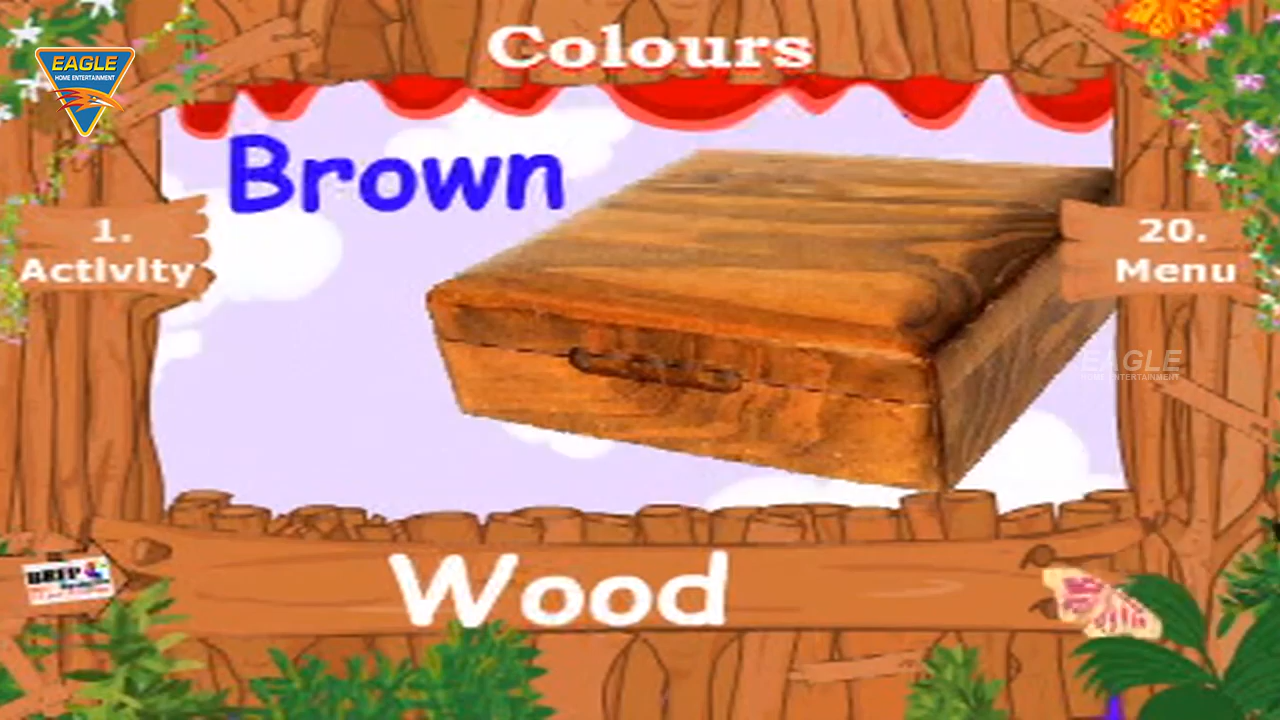 Colours
EAGLE
HOME ENTERTAINMENT
Brown
1.
Activity
20.
Menu
EAGLE
HOME ENTERTAINMENT
Wood